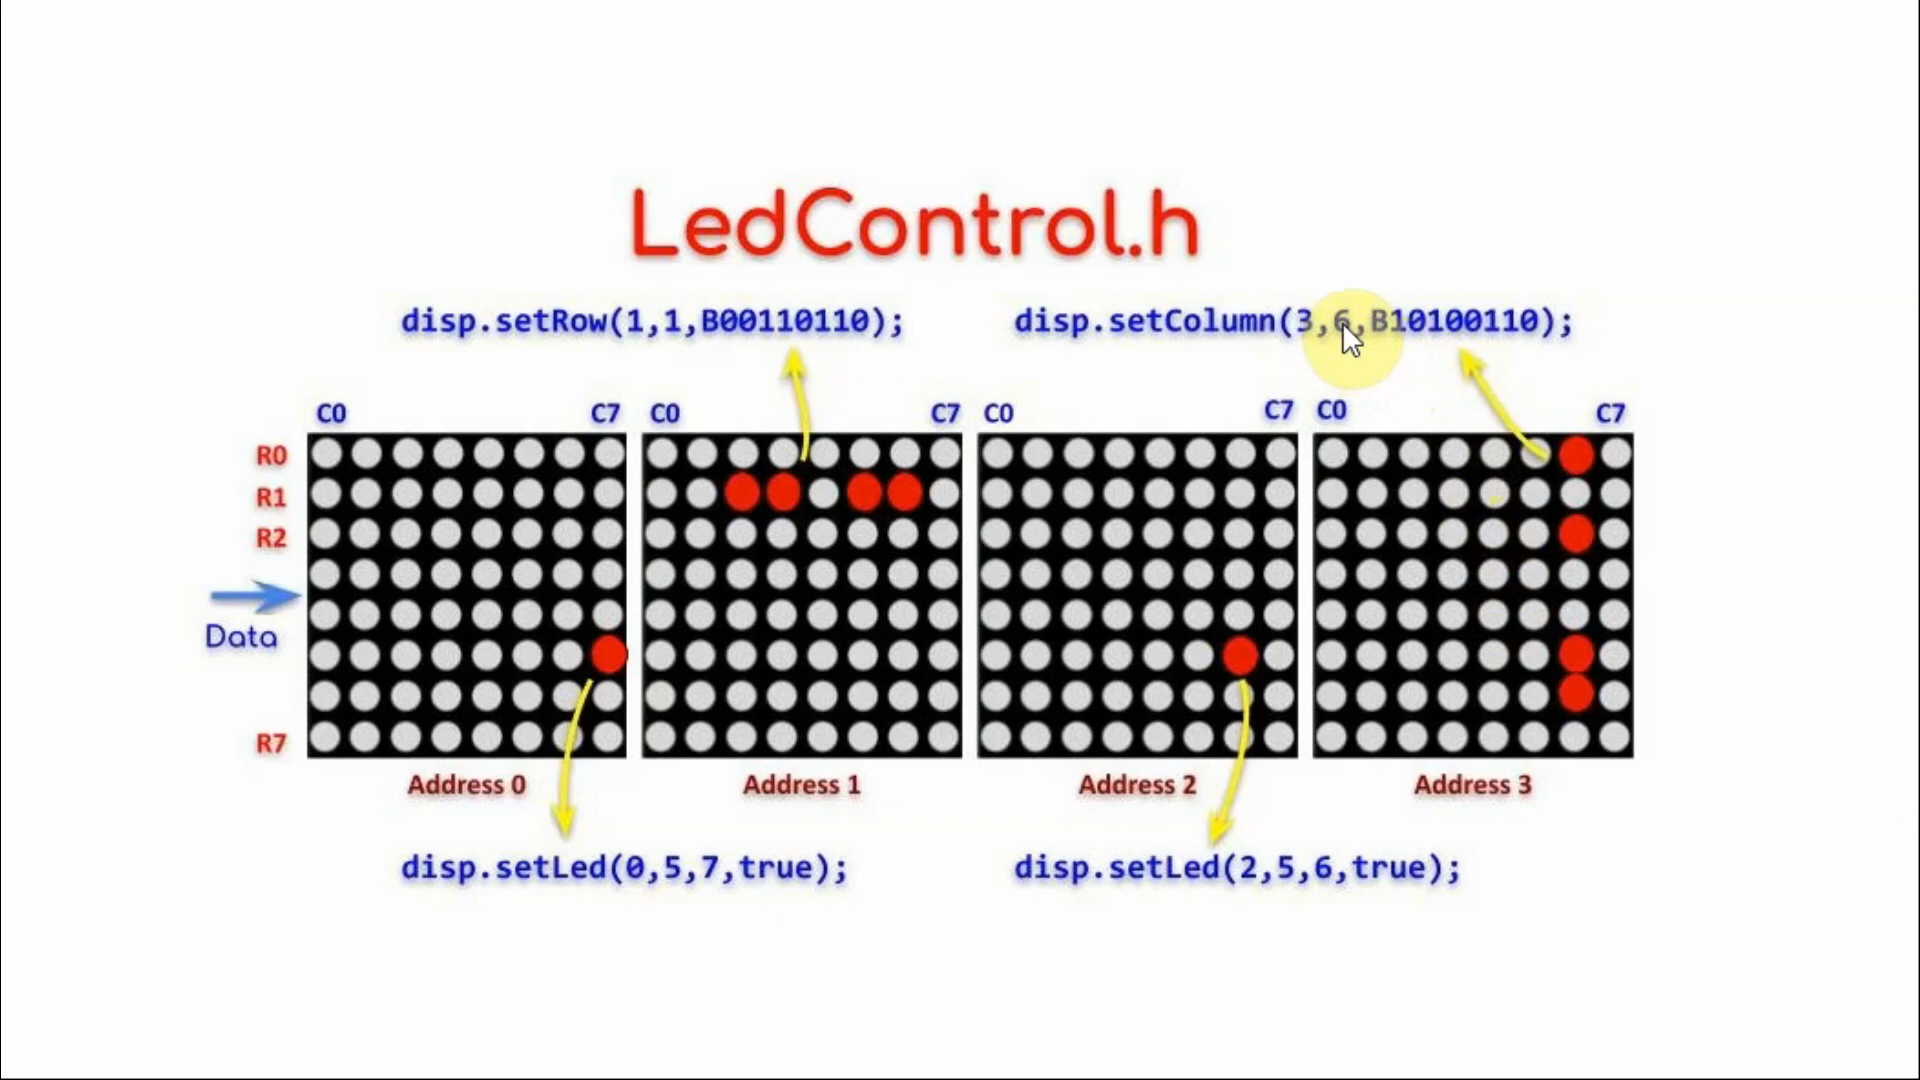 LedControl.h
disp.setRow(1,1,B00110110);
disp.setColumn(3,6,B10100110);
C0 C7 C0 C7 C0 C7 C0 C7
R0
R1
R2
Data
R7
Address 0 Address 1 Address 2 Address 3
disp.setLed(0,5,7,true);
disp.setLed(2,5,6,true);